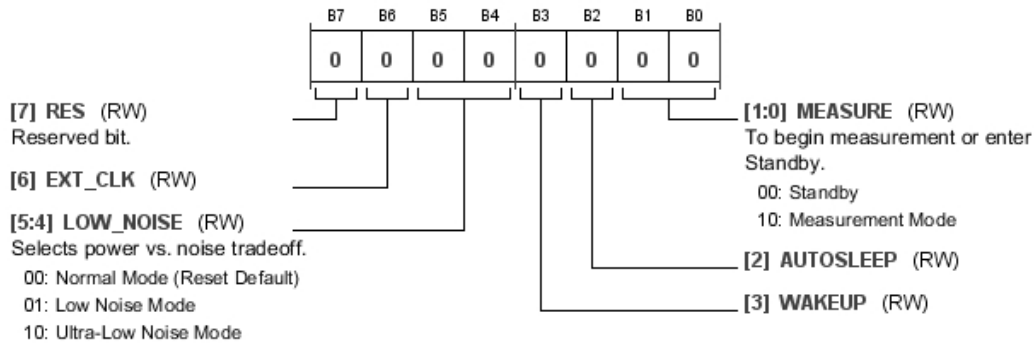 B7 B6 B5 B4 B3 B2 B1 B0
0 0 0 0 0 0 0 0
[7] RES (RW)
Reserved bit.
[6] EXT_CLK (RW)
[5:4] LOW_NOISE (RW)
Selects power vs. noise tradeoff.
00: Normal Mode (Reset Default)
01: Low Noise Mode
10: Ultra-Low Noise Mode
[1:0] MEASURE (RW)
To begin measurement or enter
Standby.
00: Standby
10: Measurement Mode
[2] AUTOSLEEP (RW)
[3] WAKEUP (RW)